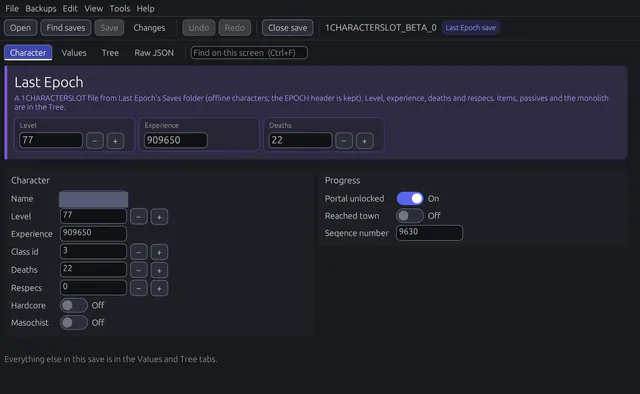 File Backups Edit View Tools Help
Open Find saves Save Changes Undo Redo Close save 1CHARACTERSLOT_BETA_0 Last Epoch save
Character Values Tree Raw JSON Find on this screen (Ctrl+F)
Last Epoch
A 1CHARACTERSLOT file from Last Epoch's Saves folder (offline characters; the EPOCH header is kept). Level, experience, deaths and respecs. Items, passives and the monolith
are in the Tree.
Level Experience Deaths
77 − + 909650 22 − +
Character
Name
Level 77 − +
Experience 909650
Class id 3 − +
Deaths 22 − +
Respecs 0 − +
Hardcore Off
Masochist Off
Progress
Portal unlocked On
Reached town Off
Seqence number 9630
Everything else in this save is in the Values and Tree tabs.